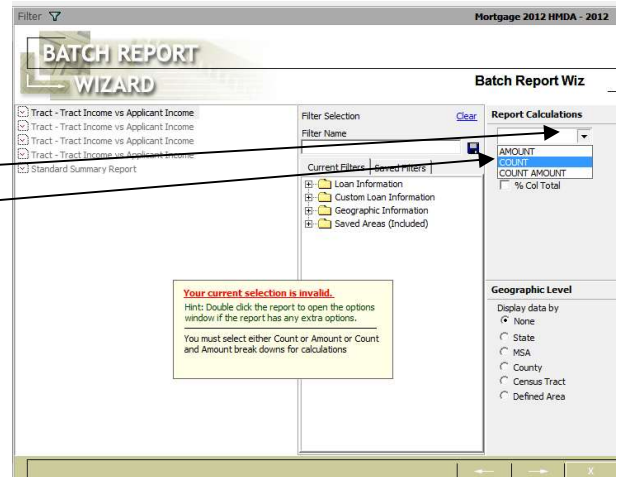 Filter
Mortgage 2012 HMDA - 2012
BATCH REPORT
WIZARD
Batch Report Wiz
Tract - Tract Income vs Applicant Income
Tract - Tract Income vs Applicant Income
Tract - Tract Income vs Applicant Income
Tract - Tract Income vs Applicant Income
Standard Summary Report
Filter Selection
Clear
Filter Name
Current Filters
Saved Filters
Loan Information
Custom Loan Information
Geographic Information
Saved Areas (Included)
Report Calculations
AMOUNT
COUNT
COUNT AMOUNT
% Col Total
Your current selection is invalid.
Hint: Double click the report to open the options
window if the report has any extra options.
You must select either Count or Amount or Count
and Amount break downs for calculations
Geographic Level
Display data by
None
State
MSA
County
Census Tract
Defined Area
X